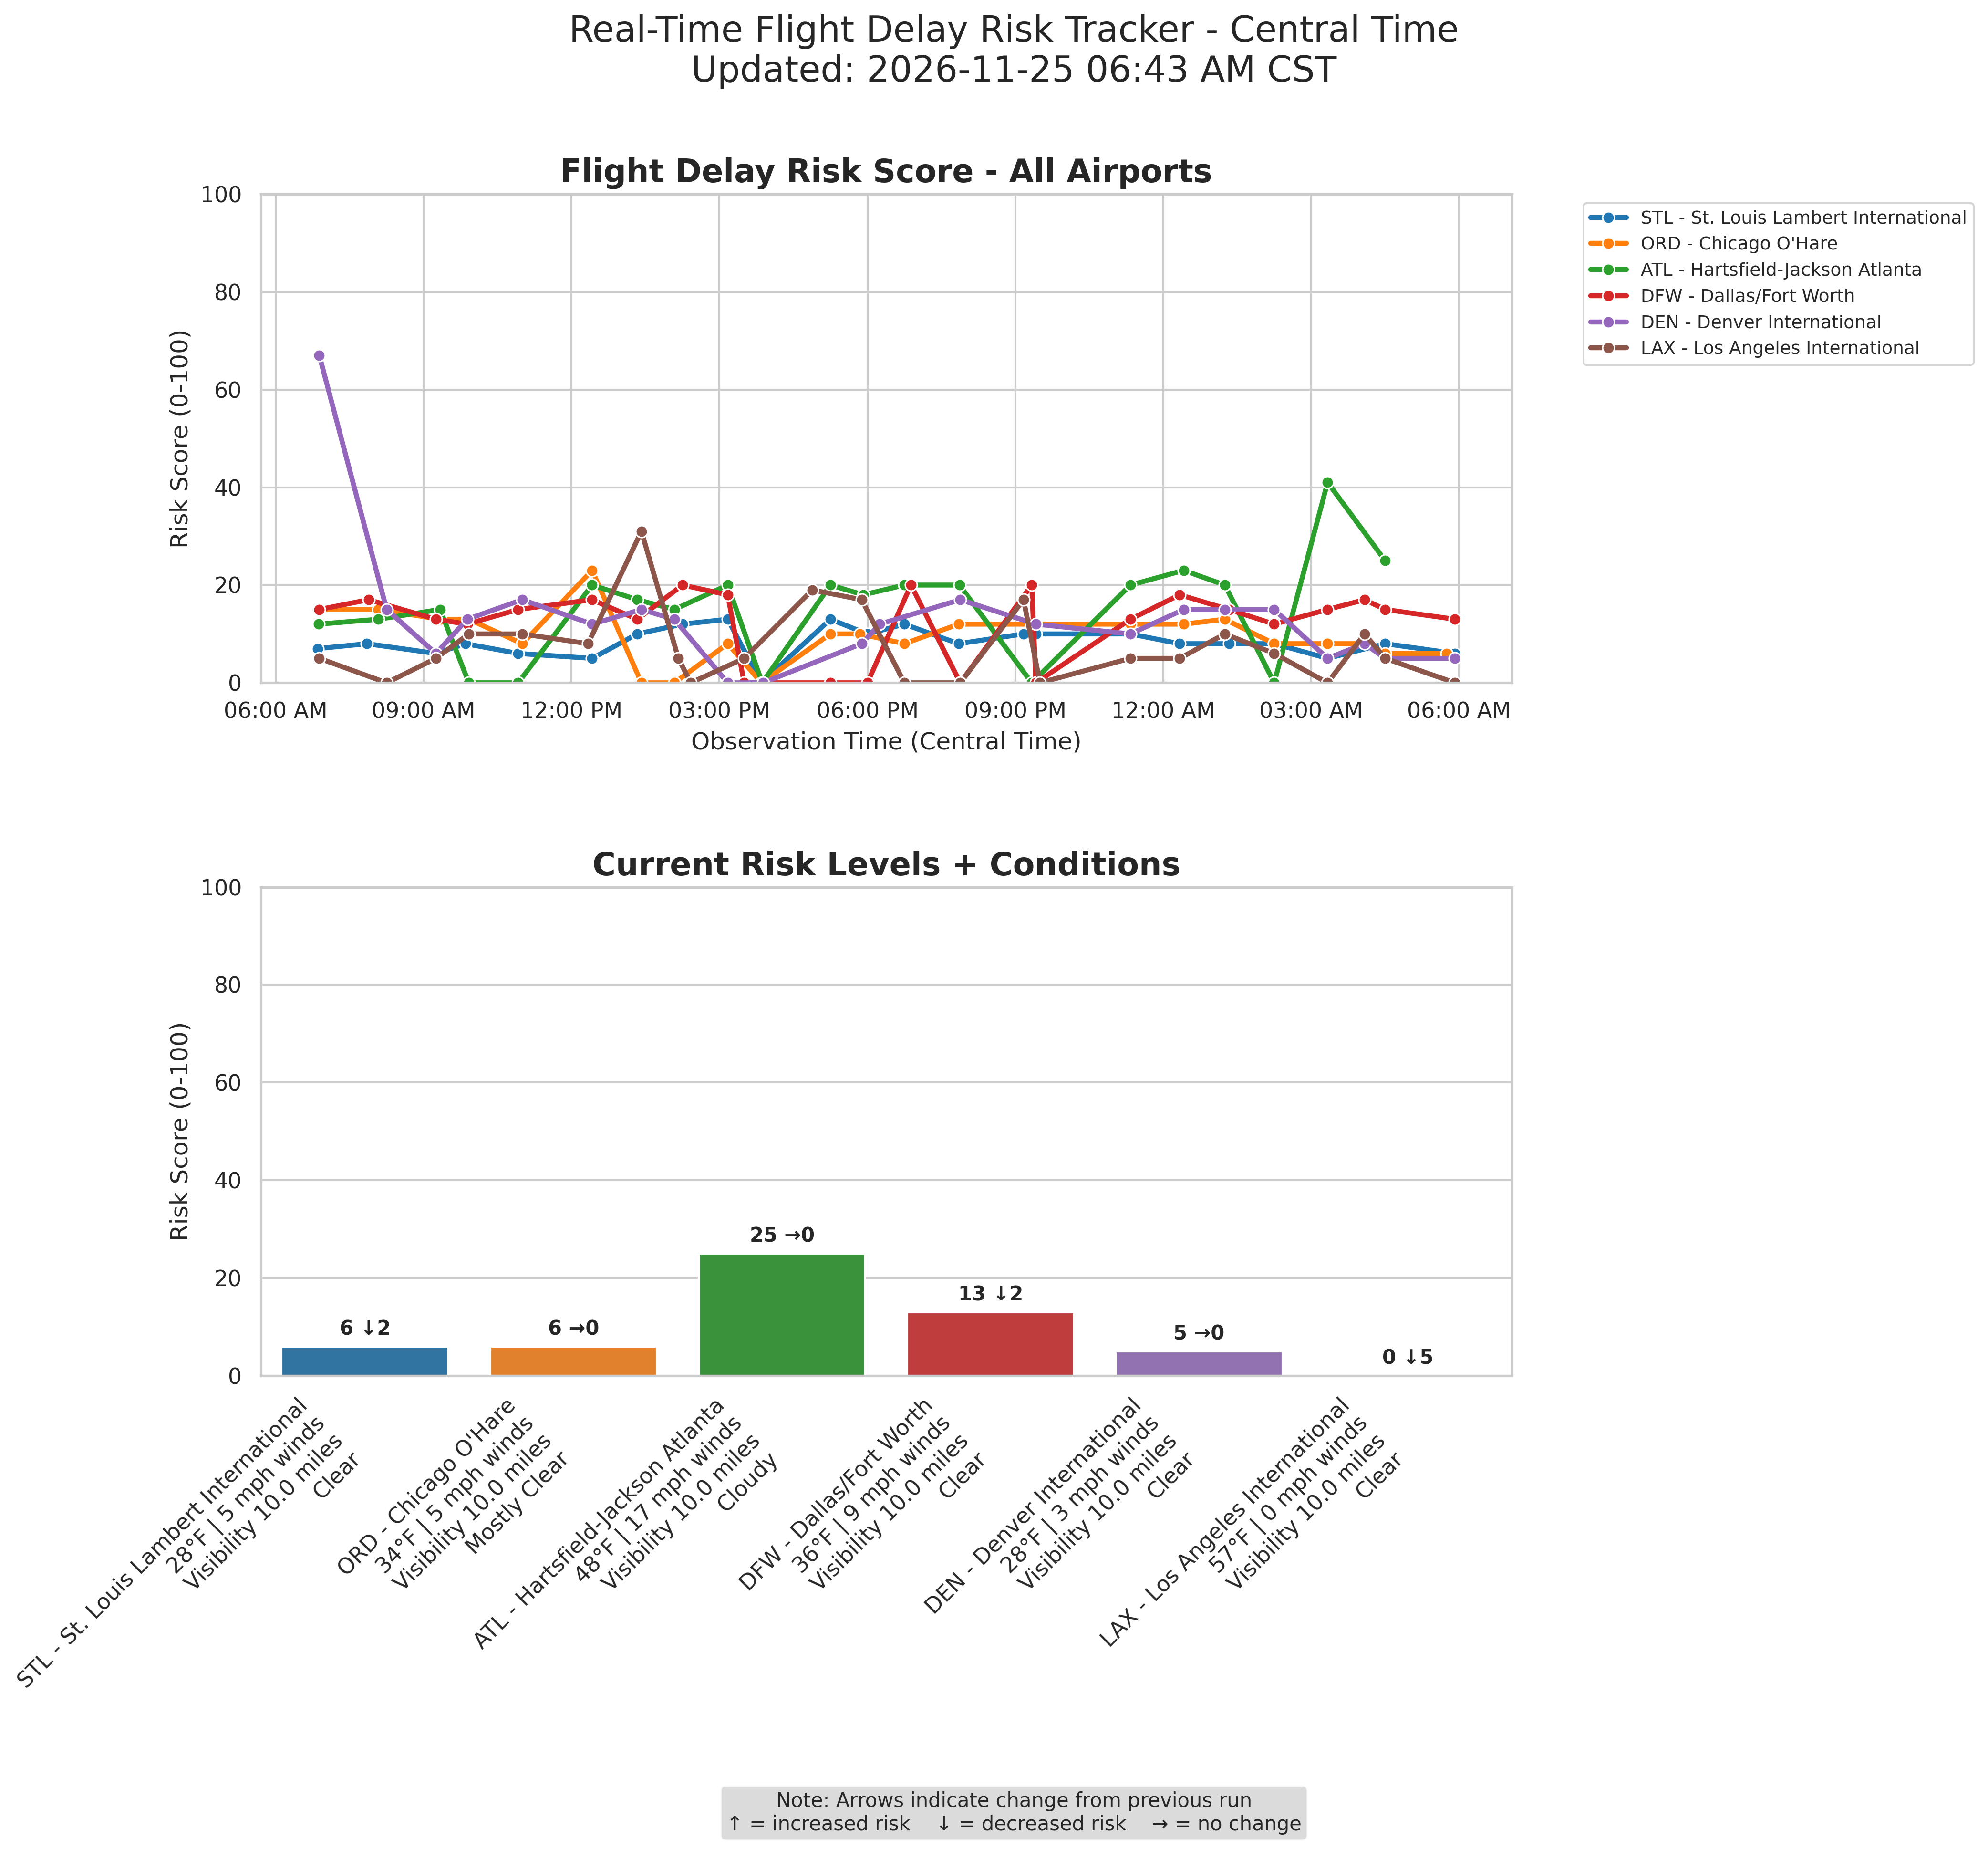 Real-Time Flight Delay Risk Tracker - Central Time
Updated: 2026-11-25 06:43 AM CST
Flight Delay Risk Score - All Airports
Risk Score (0-100)
100
80
60
40
20
0
06:00 AM
09:00 AM
12:00 PM
03:00 PM
06:00 PM
09:00 PM
12:00 AM
03:00 AM
06:00 AM
Observation Time (Central Time)
STL - St. Louis Lambert International
ORD - Chicago O'Hare
ATL - Hartsfield-Jackson Atlanta
DFW - Dallas/Fort Worth
DEN - Denver International
LAX - Los Angeles International
Current Risk Levels + Conditions
Risk Score (0-100)
100
80
60
40
20
0
6 ↓2
6 →0
25 →0
13 ↓2
5 →0
0 ↓5
STL - St. Louis Lambert International
28°F | 5 mph winds
Visibility 10.0 miles
Clear
ORD - Chicago O'Hare
34°F | 5 mph winds
Visibility 10.0 miles
Mostly Clear
ATL - Hartsfield-Jackson Atlanta
48°F | 17 mph winds
Visibility 10.0 miles
Cloudy
DFW - Dallas/Fort Worth
36°F | 9 mph winds
Visibility 10.0 miles
Clear
DEN - Denver International
28°F | 3 mph winds
Visibility 10.0 miles
Clear
LAX - Los Angeles International
57°F | 0 mph winds
Visibility 10.0 miles
Clear
Note: Arrows indicate change from previous run
↑ = increased risk ↓ = decreased risk → = no change